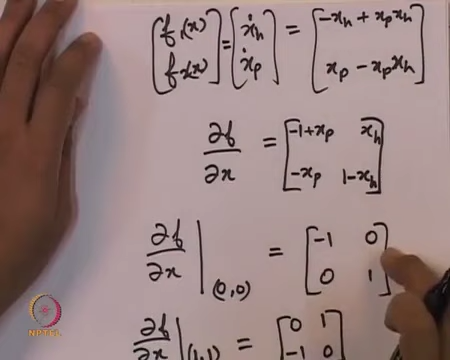 [f₁(x) f₂(x)] = [ẋₕ ẋₚ] = [-xₕ + xₚxₕ xₚ - xₚxₕ]
∂f/∂x = [-1+xₚ xₕ -xₚ 1-xₕ]
∂f/∂x |(0,0) = [-1 0 0 1]
∂f/∂x |(1,1) = [0 1 -1 0]
NPTEL